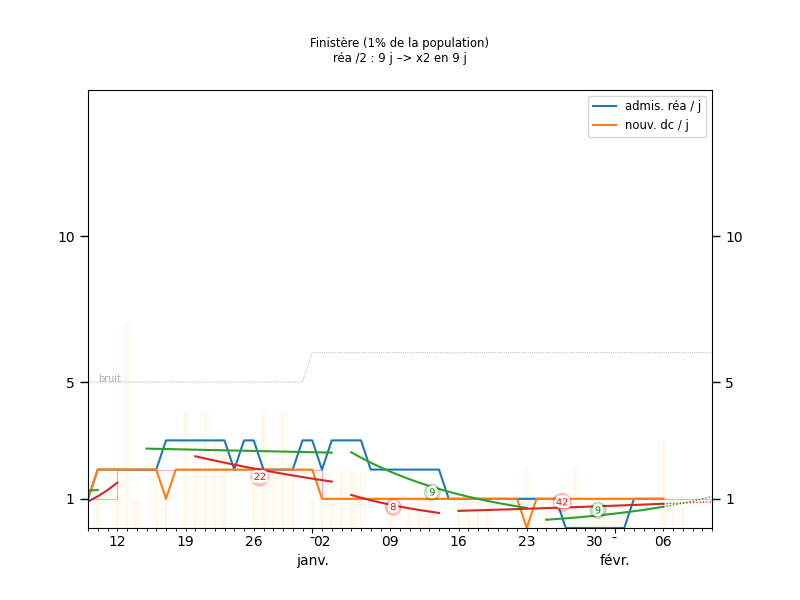 Finistère (1% de la population)
réa /2 : 9 j –> x2 en 9 j
admis. réa / j
nouv. dc / j
10 10
bruit
5 5
22
9
42
8
9
1 1
12 19 26 02 09 16 23 30 06
janv. févr.